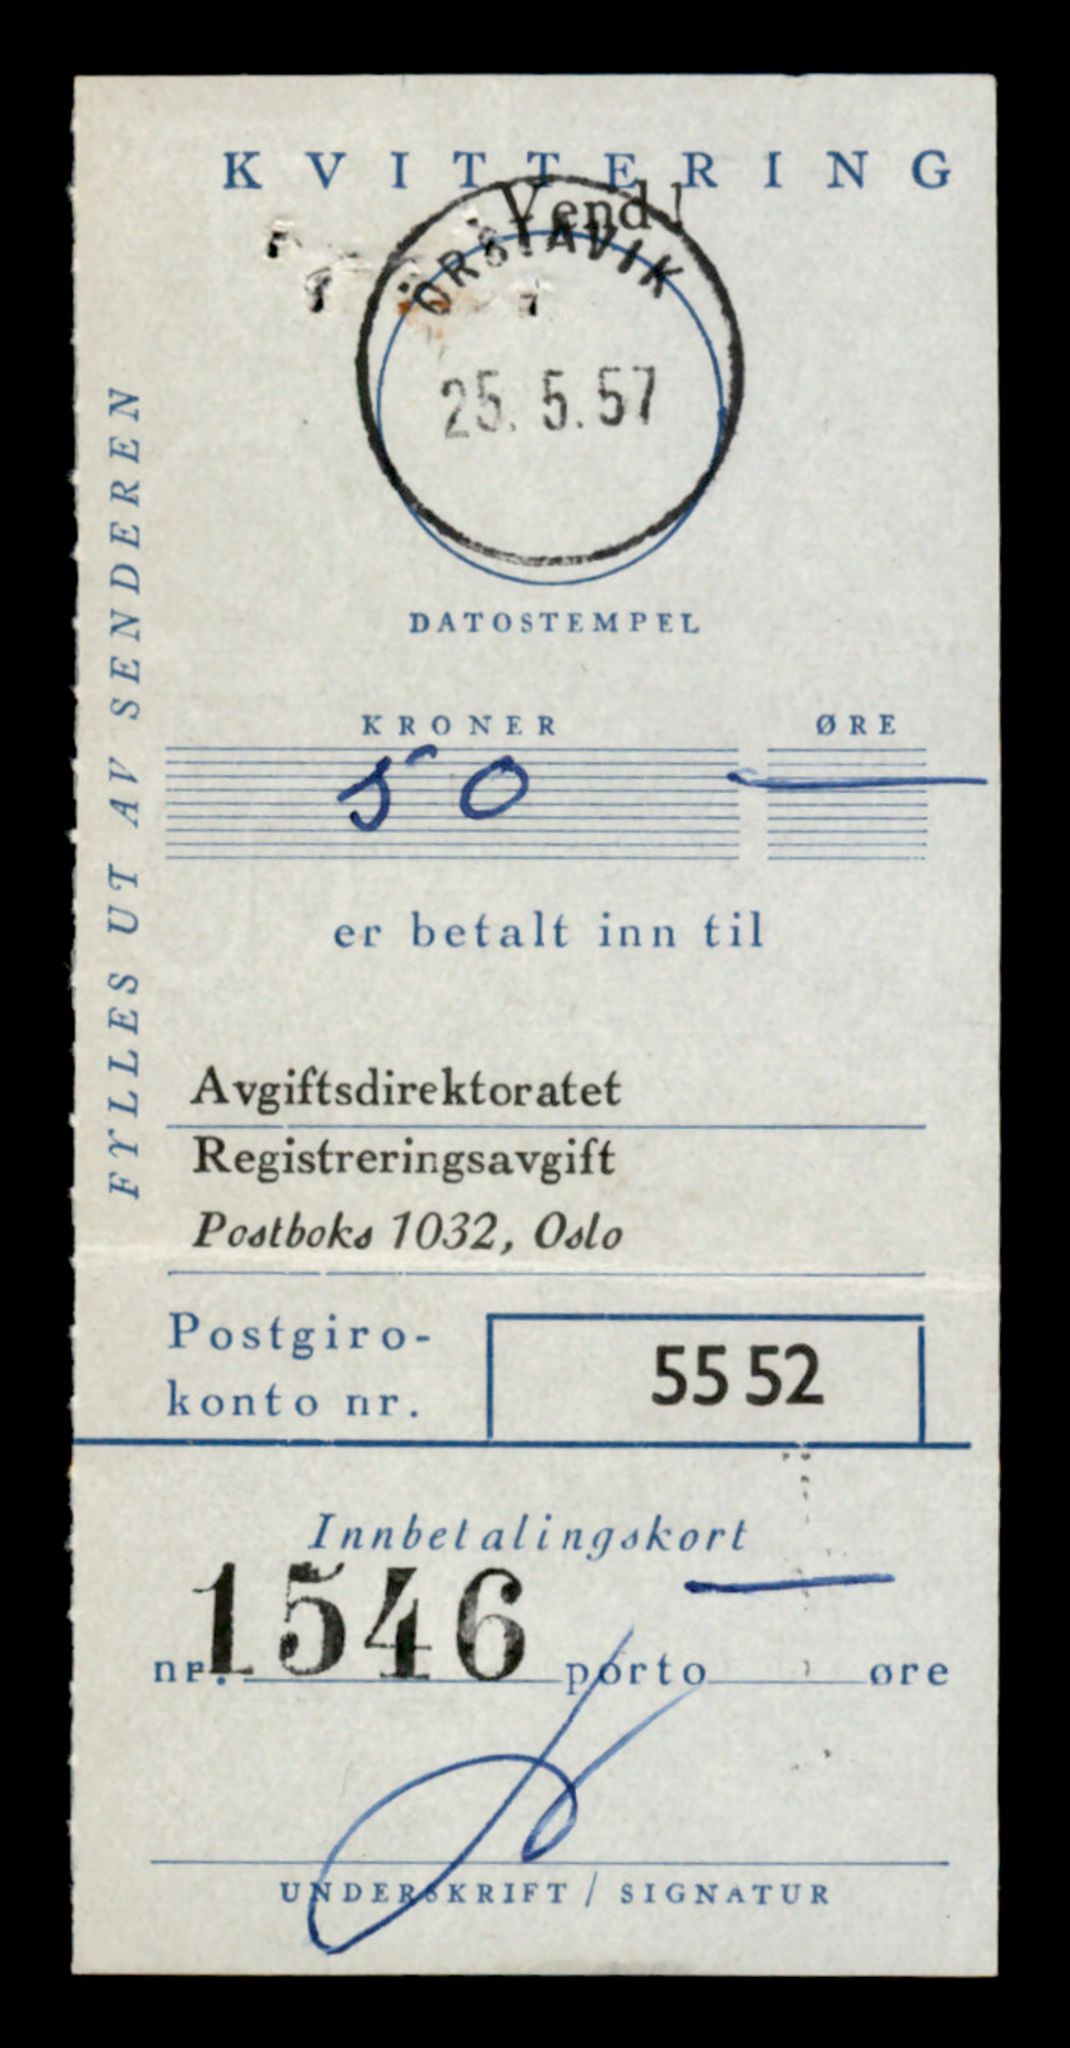 KVITTERING
Vend!
ØRSTAVIK
25. 5. 57
DATOSTEMPEL
FYLLES UT AV SENDEREN
KRONER ØRE
50 —
er betalt inn til
Avgiftsdirektoratet
Registreringsavgift
Postboks 1032, Oslo
Postgiro-
konto nr. 55 52
Innbetalingskort
nr. 1546 porto — øre
UNDERSKRIFT / SIGNATUR